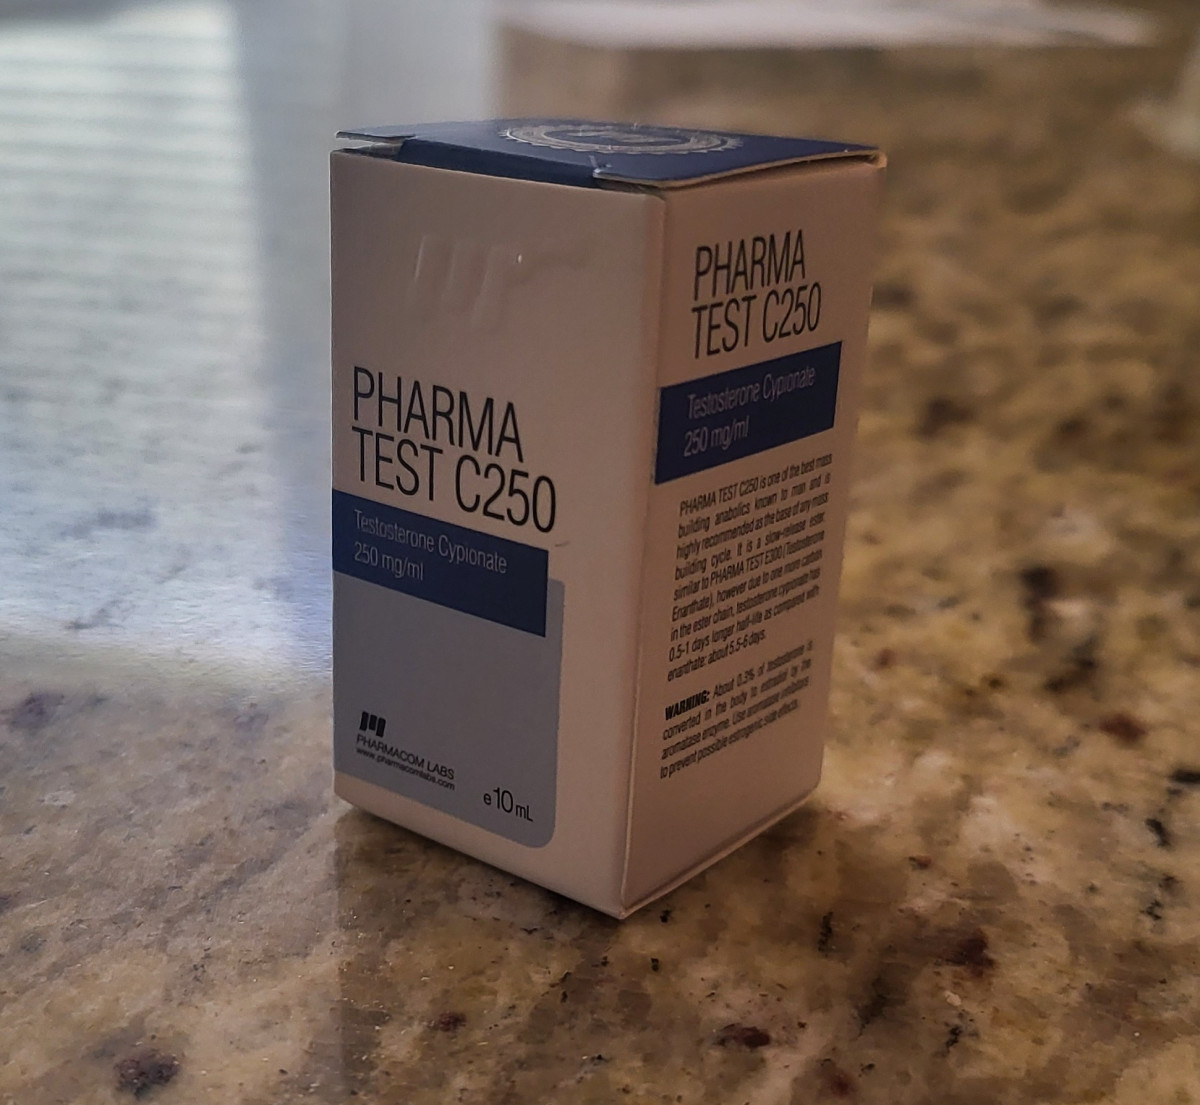 PHARMA
TEST C250
Testosterone Cypionate
250 mg/ml
PHARMACOM LABS
www.pharmacomlabs.com
e10mL
PHARMA
TEST C250
Testosterone Cypionate
250 mg/ml
PHARMA TEST C250 is one of the best mass
building anabolics known to man and is
highly recommended as the base of any mass
building cycle. It is a slow-release ester
similar to PHARMA TEST E300 (Testosterone
Enanthate), however due to one more carbon
in the ester chain, testosterone cypionate has
0.5-1 days longer half-life as compared with
enanthate: about 5.5-6 days.
WARNING: About 0.3% of testosterone is
converted in the body to estradiol by the
aromatase enzyme. Use aromatase inhibitors
to prevent possible estrogenic side effects.